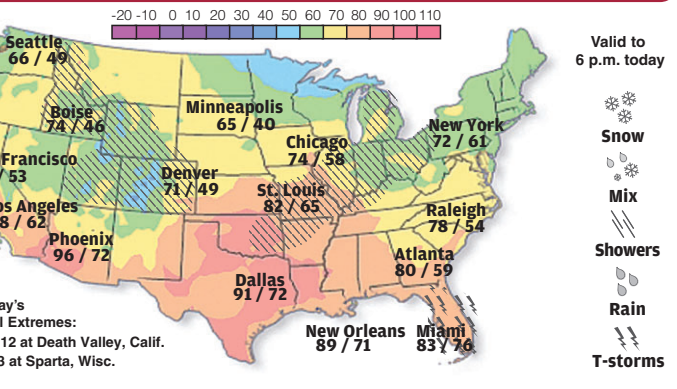 -20 -10 0 10 20 30 40 50 60 70 80 90 100 110
Seattle
66 / 49
Boise
74 / 46
Minneapolis
65 / 40
Chicago
74 / 58
New York
72 / 61
Francisco
/ 53
Denver
71 / 49
St. Louis
82 / 65
os Angeles
8 / 62
Phoenix
96 / 72
Raleigh
78 / 54
Atlanta
80 / 59
Dallas
91 / 72
New Orleans
89 / 71
Miami
83 / 76
ay's
l Extremes:
12 at Death Valley, Calif.
3 at Sparta, Wisc.
Valid to
6 p.m. today
Snow
Mix
Showers
Rain
T-storms